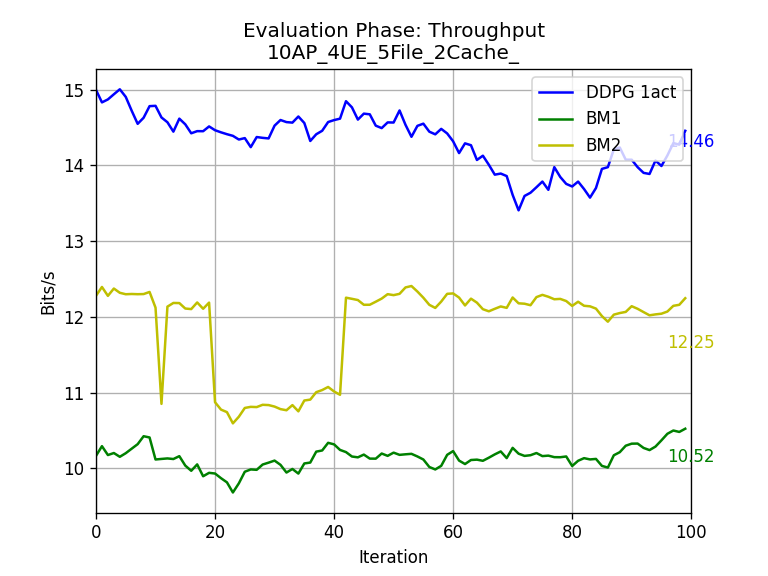 Evaluation Phase: Throughput
10AP_4UE_5File_2Cache_
DDPG 1act
BM1
BM2
14.46
12.25
10.52
15
14
13
12
11
10
Bits/s
0 20 40 60 80 100
Iteration